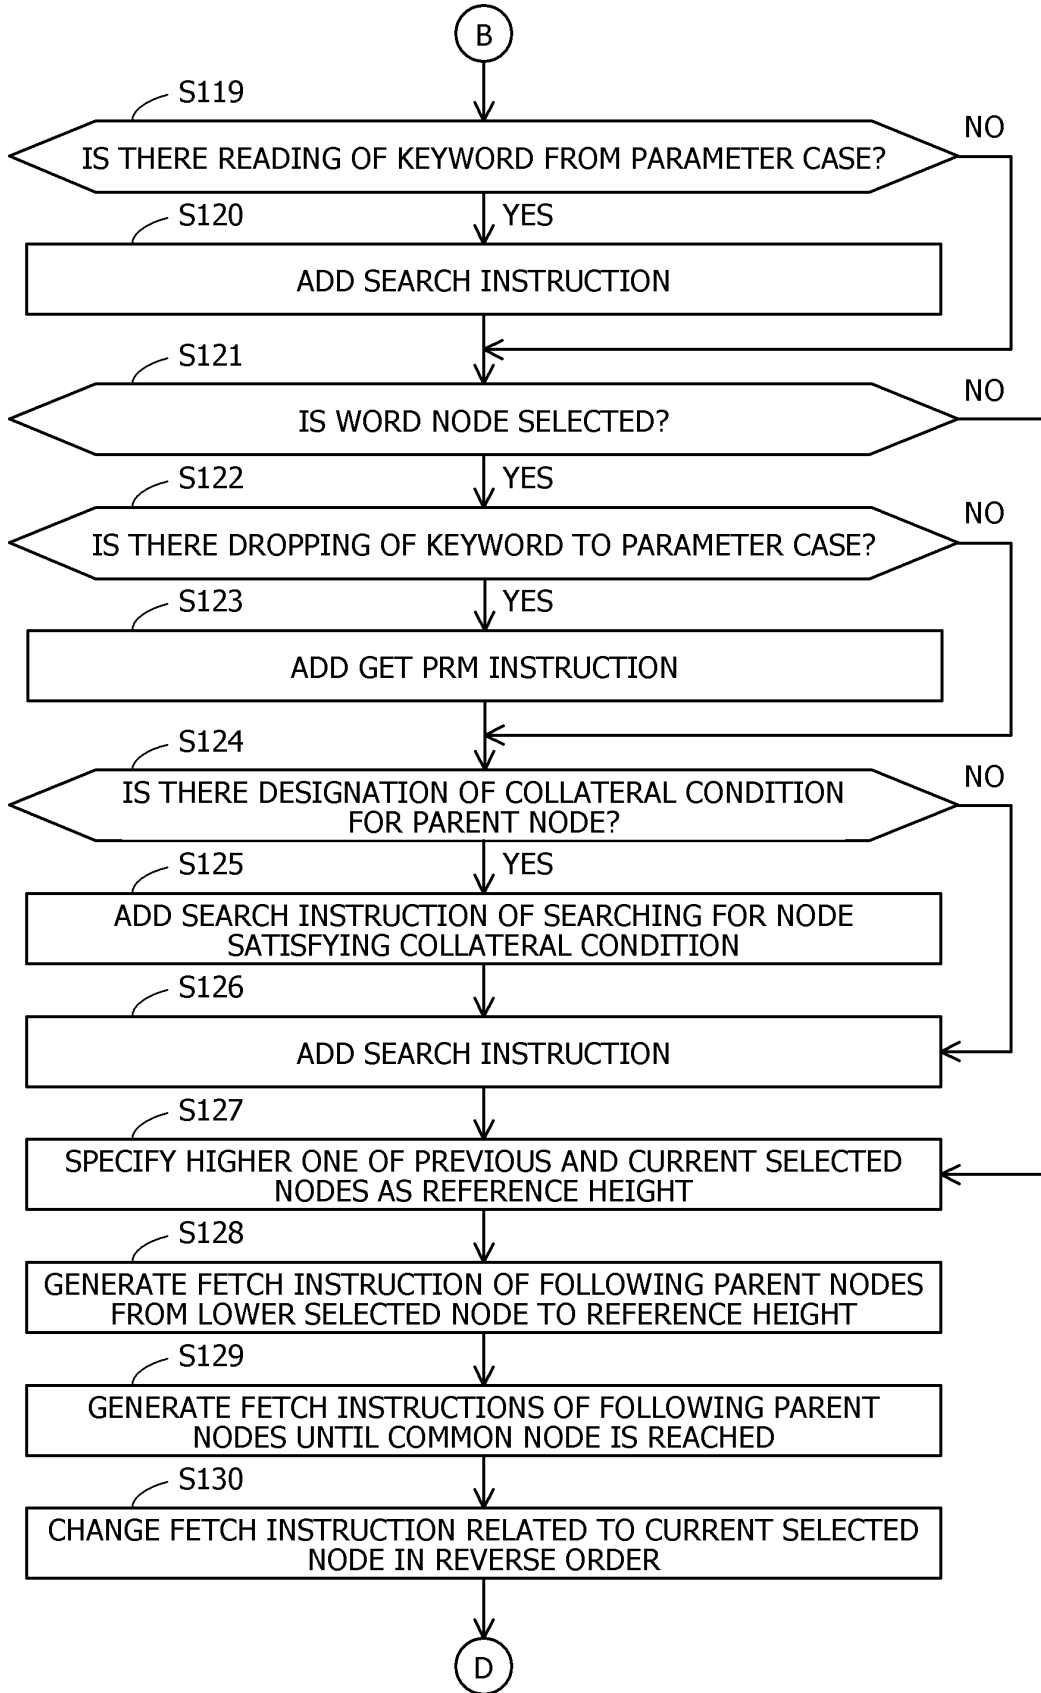 B
S119
NO
IS THERE READING OF KEYWORD FROM PARAMETER CASE?
YES
S120
ADD SEARCH INSTRUCTION
S121
NO
IS WORD NODE SELECTED?
YES
S122
NO
IS THERE DROPPING OF KEYWORD TO PARAMETER CASE?
YES
S123
ADD GET PRM INSTRUCTION
S124
NO
IS THERE DESIGNATION OF COLLATERAL CONDITION
FOR PARENT NODE?
YES
S125
ADD SEARCH INSTRUCTION OF SEARCHING FOR NODE
SATISFYING COLLATERAL CONDITION
S126
ADD SEARCH INSTRUCTION
S127
SPECIFY HIGHER ONE OF PREVIOUS AND CURRENT SELECTED
NODES AS REFERENCE HEIGHT
S128
GENERATE FETCH INSTRUCTION OF FOLLOWING PARENT NODES
FROM LOWER SELECTED NODE TO REFERENCE HEIGHT
S129
GENERATE FETCH INSTRUCTIONS OF FOLLOWING PARENT
NODES UNTIL COMMON NODE IS REACHED
S130
CHANGE FETCH INSTRUCTION RELATED TO CURRENT SELECTED
NODE IN REVERSE ORDER
D